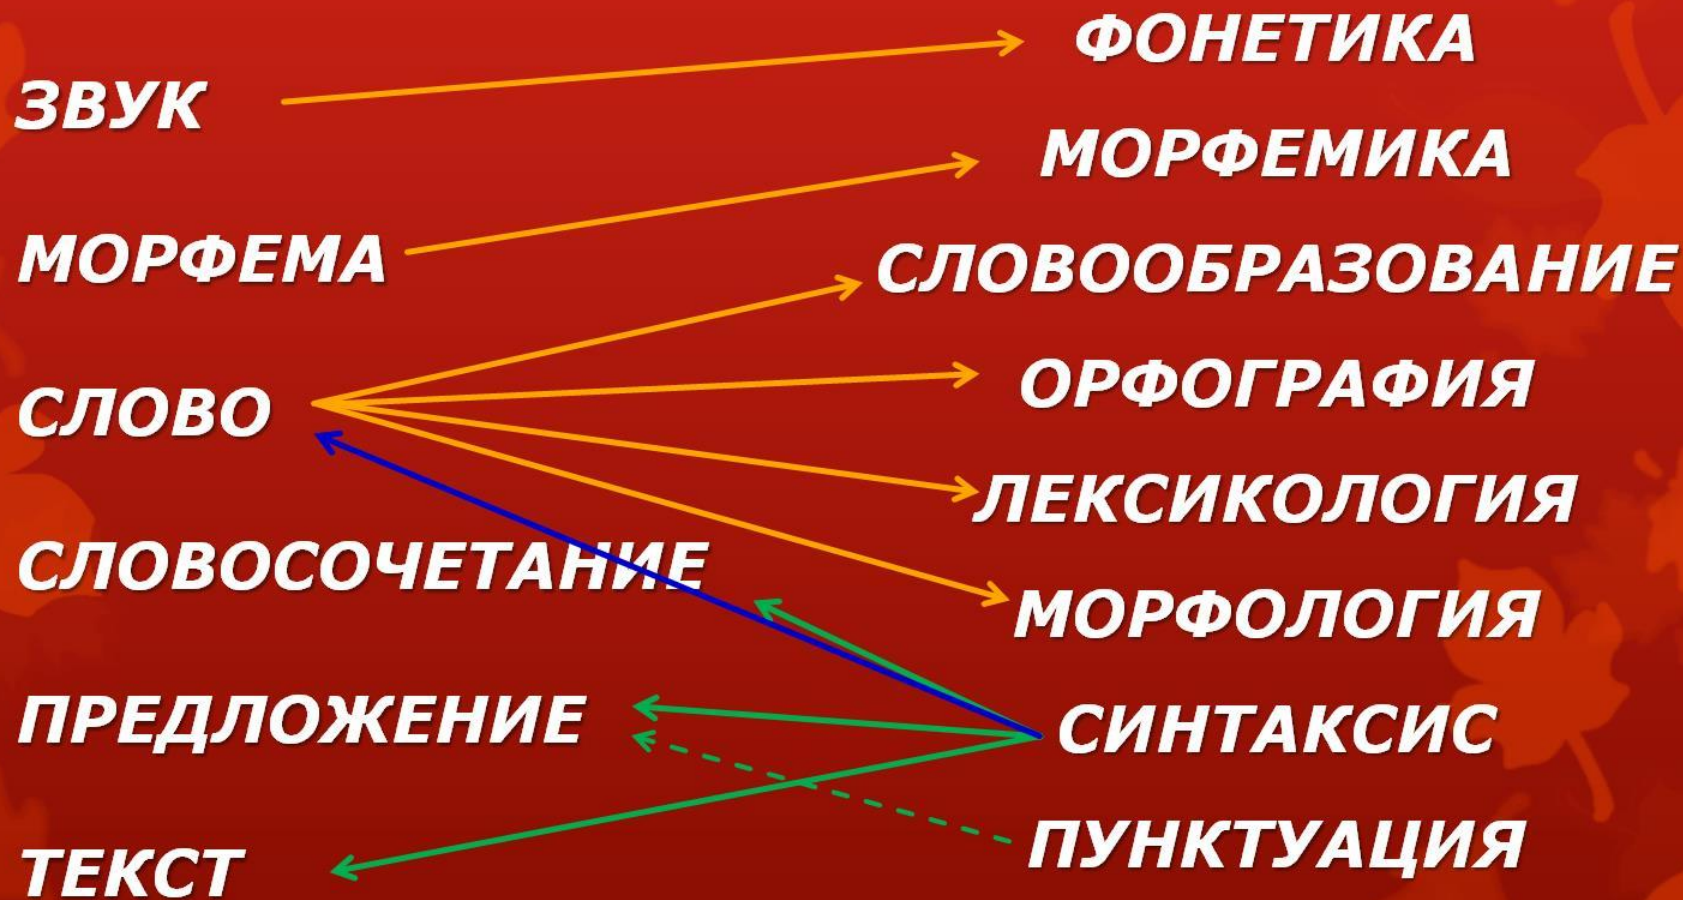 ЗВУК
МОРФЕМА
СЛОВО
СЛОВОСОЧЕТАНИЕ
ПРЕДЛОЖЕНИЕ
ТЕКСТ
ФОНЕТИКА
МОРФЕМИКА
СЛОВООБРАЗОВАНИЕ
ОРФОГРАФИЯ
ЛЕКСИКОЛОГИЯ
МОРФОЛОГИЯ
СИНТАКСИС
ПУНКТУАЦИЯ